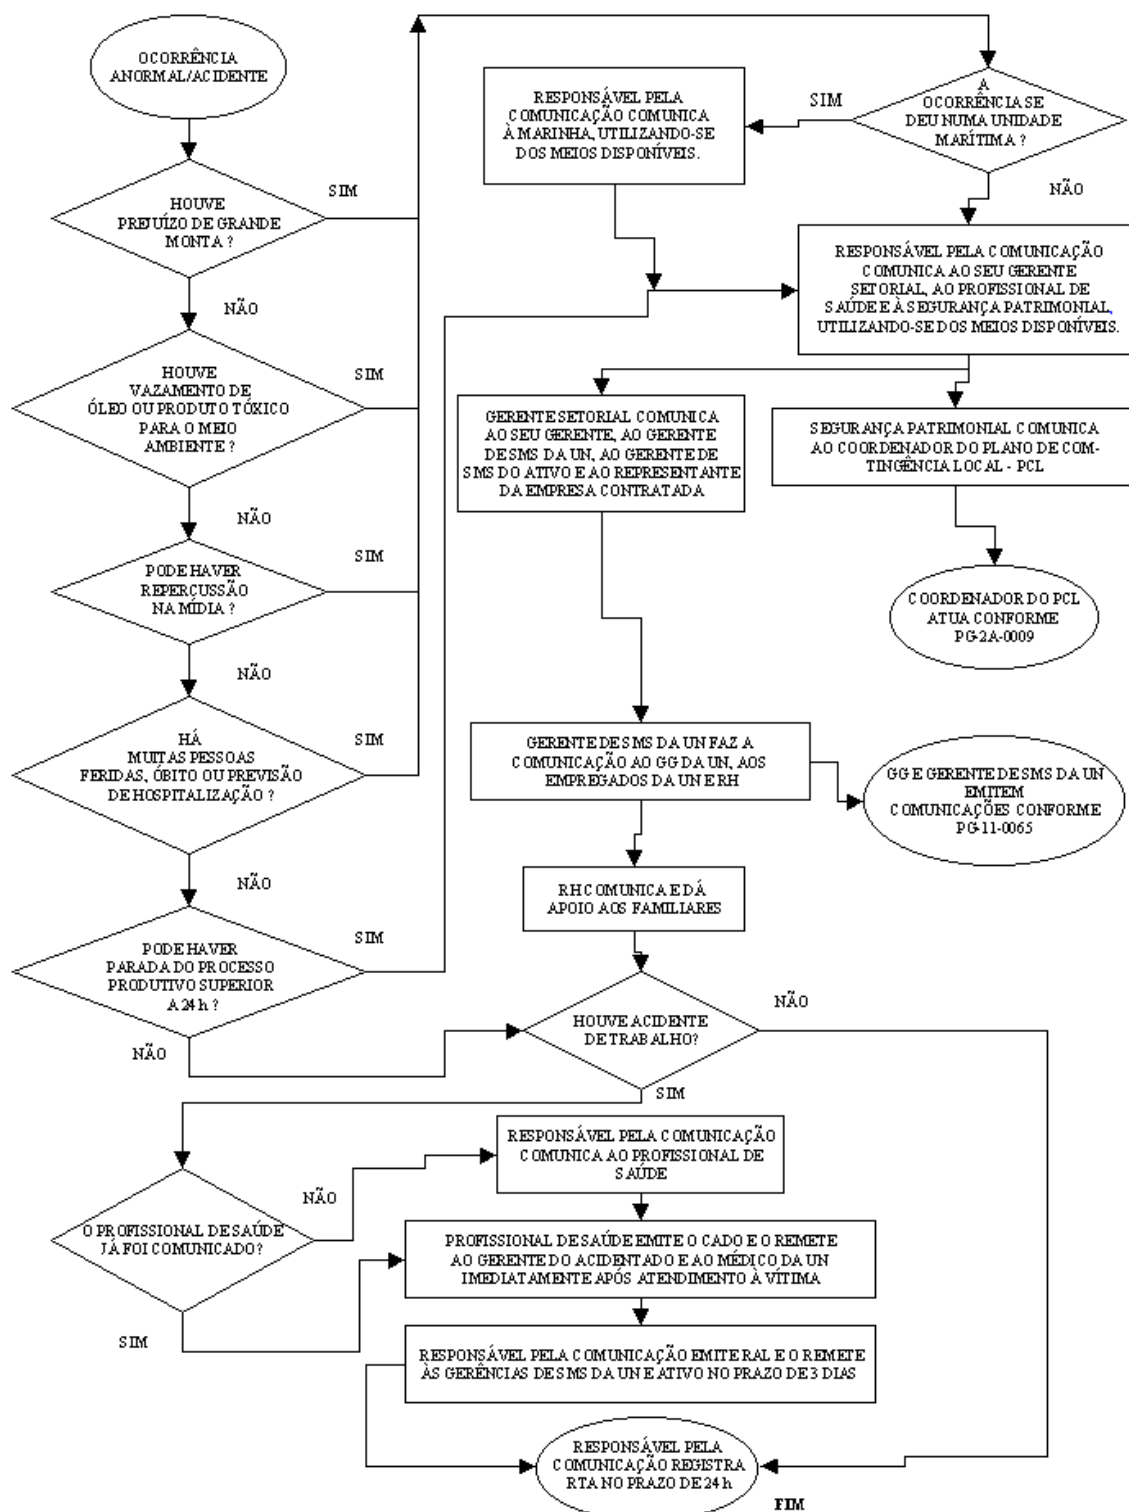 OCORRÊNCIA
ANORMAL/ACIDENTE
HOUVE
PREJUÍZO DE GRANDE
MONTA ?
SIM
NÃO
HOUVE
VAZAMENTO DE
ÓLEO OU PRODUTO TÓXICO
PARA O MEIO
AMBIENTE ?
SIM
NÃO
PODE HAVER
REPERCUSSÃO
NA MÍDIA ?
SIM
NÃO
HÁ
MUITAS PESSOAS
FERIDAS, ÓBITO OU PREVISÃO
DE HOSPITALIZAÇÃO ?
SIM
NÃO
PODE HAVER
PARADA DO PROCESSO
PRODUTIVO SUPERIOR
A 24 h ?
SIM
NÃO
A
OCORRÊNCIA SE
DEU NUMA UNIDADE
MARÍTIMA ?
SIM
NÃO
RESPONSÁVEL PELA
COMUNICAÇÃO COMUNICA
À MARINHA, UTILIZANDO-SE
DOS MEIOS DISPONÍVEIS.
RESPONSÁVEL PELA COMUNICAÇÃO
COMUNICA AO SEU GERENTE
SETORIAL, AO PROFISSIONAL DE
SAÚDE E À SEGURANÇA PATRIMONIAL,
UTILIZANDO-SE DOS MEIOS DISPONÍVEIS.
GERENTE SETORIAL COMUNICA
AO SEU GERENTE, AO GERENTE
DE SMS DA UN, AO GERENTE DE
SMS DO ATIVO E AO REPRESENTANTE
DA EMPRESA CONTRATADA
SEGURANÇA PATRIMONIAL COMUNICA
AO COORDENADOR DO PLANO DE COM-
TINGÊNCIA LOCAL - PCL
COORDENADOR DO PCL
ATUA CONFORME
PG-2A-0009
GERENTE DE SMS DA UN FAZ A
COMUNICAÇÃO AO GG DA UN, AOS
EMPREGADOS DA UN E RH
GG E GERENTE DE SMS DA UN
EMITEM
COMUNICAÇÕES CONFORME
PG-11-0065
RH COMUNICA E DÁ
APOIO AOS FAMILIARES
HOUVE ACIDENTE
DE TRABALHO?
NÃO
SIM
O PROFISSIONAL DE SAÚDE
JÁ FOI COMUNICADO?
NÃO
SIM
RESPONSÁVEL PELA COMUNICAÇÃO
COMUNICA AO PROFISSIONAL DE
SAÚDE
PROFISSIONAL DE SAÚDE EMITE O CADO E O REMETE
AO GERENTE DO ACIDENTADO E AO MÉDICO DA UN
IMEDIATAMENTE APÓS ATENDIMENTO À VÍTIMA
RESPONSÁVEL PELA COMUNICAÇÃO EMITE RAL E O REMETE
ÀS GERÊNCIAS DE SMS DA UN E ATIVO NO PRAZO DE 3 DIAS
RESPONSÁVEL PELA
COMUNICAÇÃO REGISTRA
RTA NO PRAZO DE 24 h
FIM